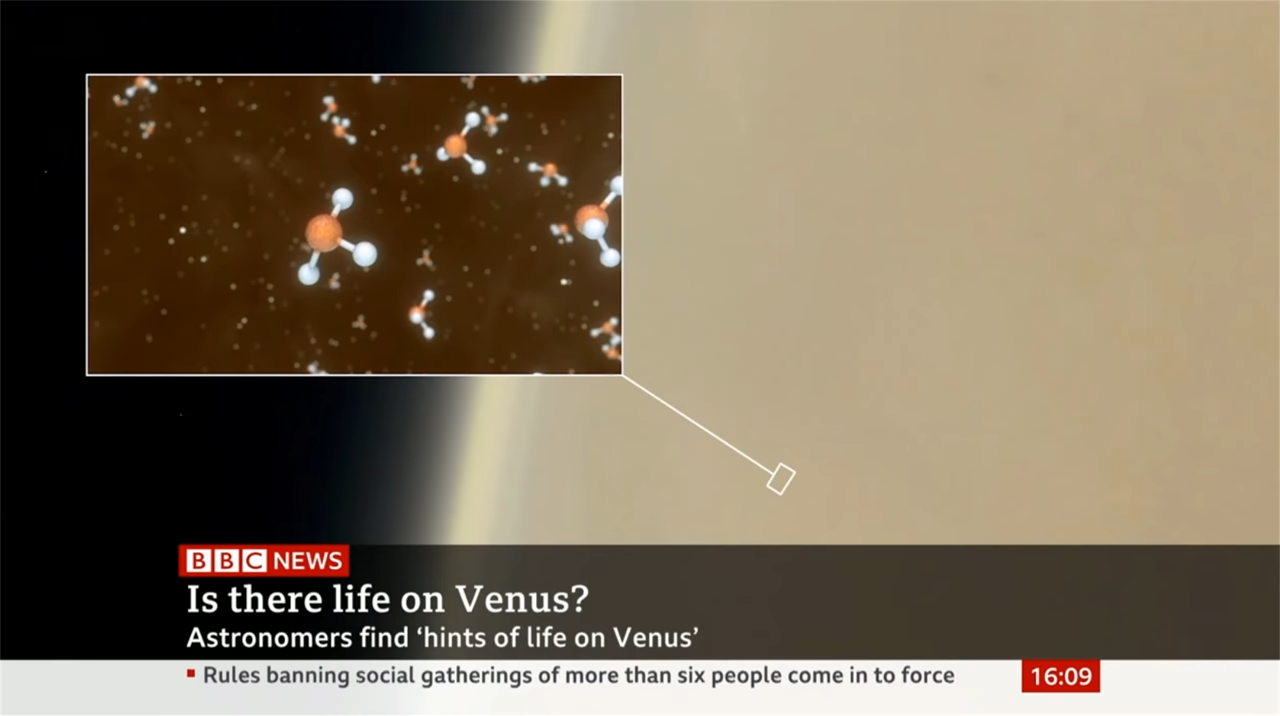 BBC NEWS
Is there life on Venus?
Astronomers find ‘hints of life on Venus’
Rules banning social gatherings of more than six people come in to force
16:09